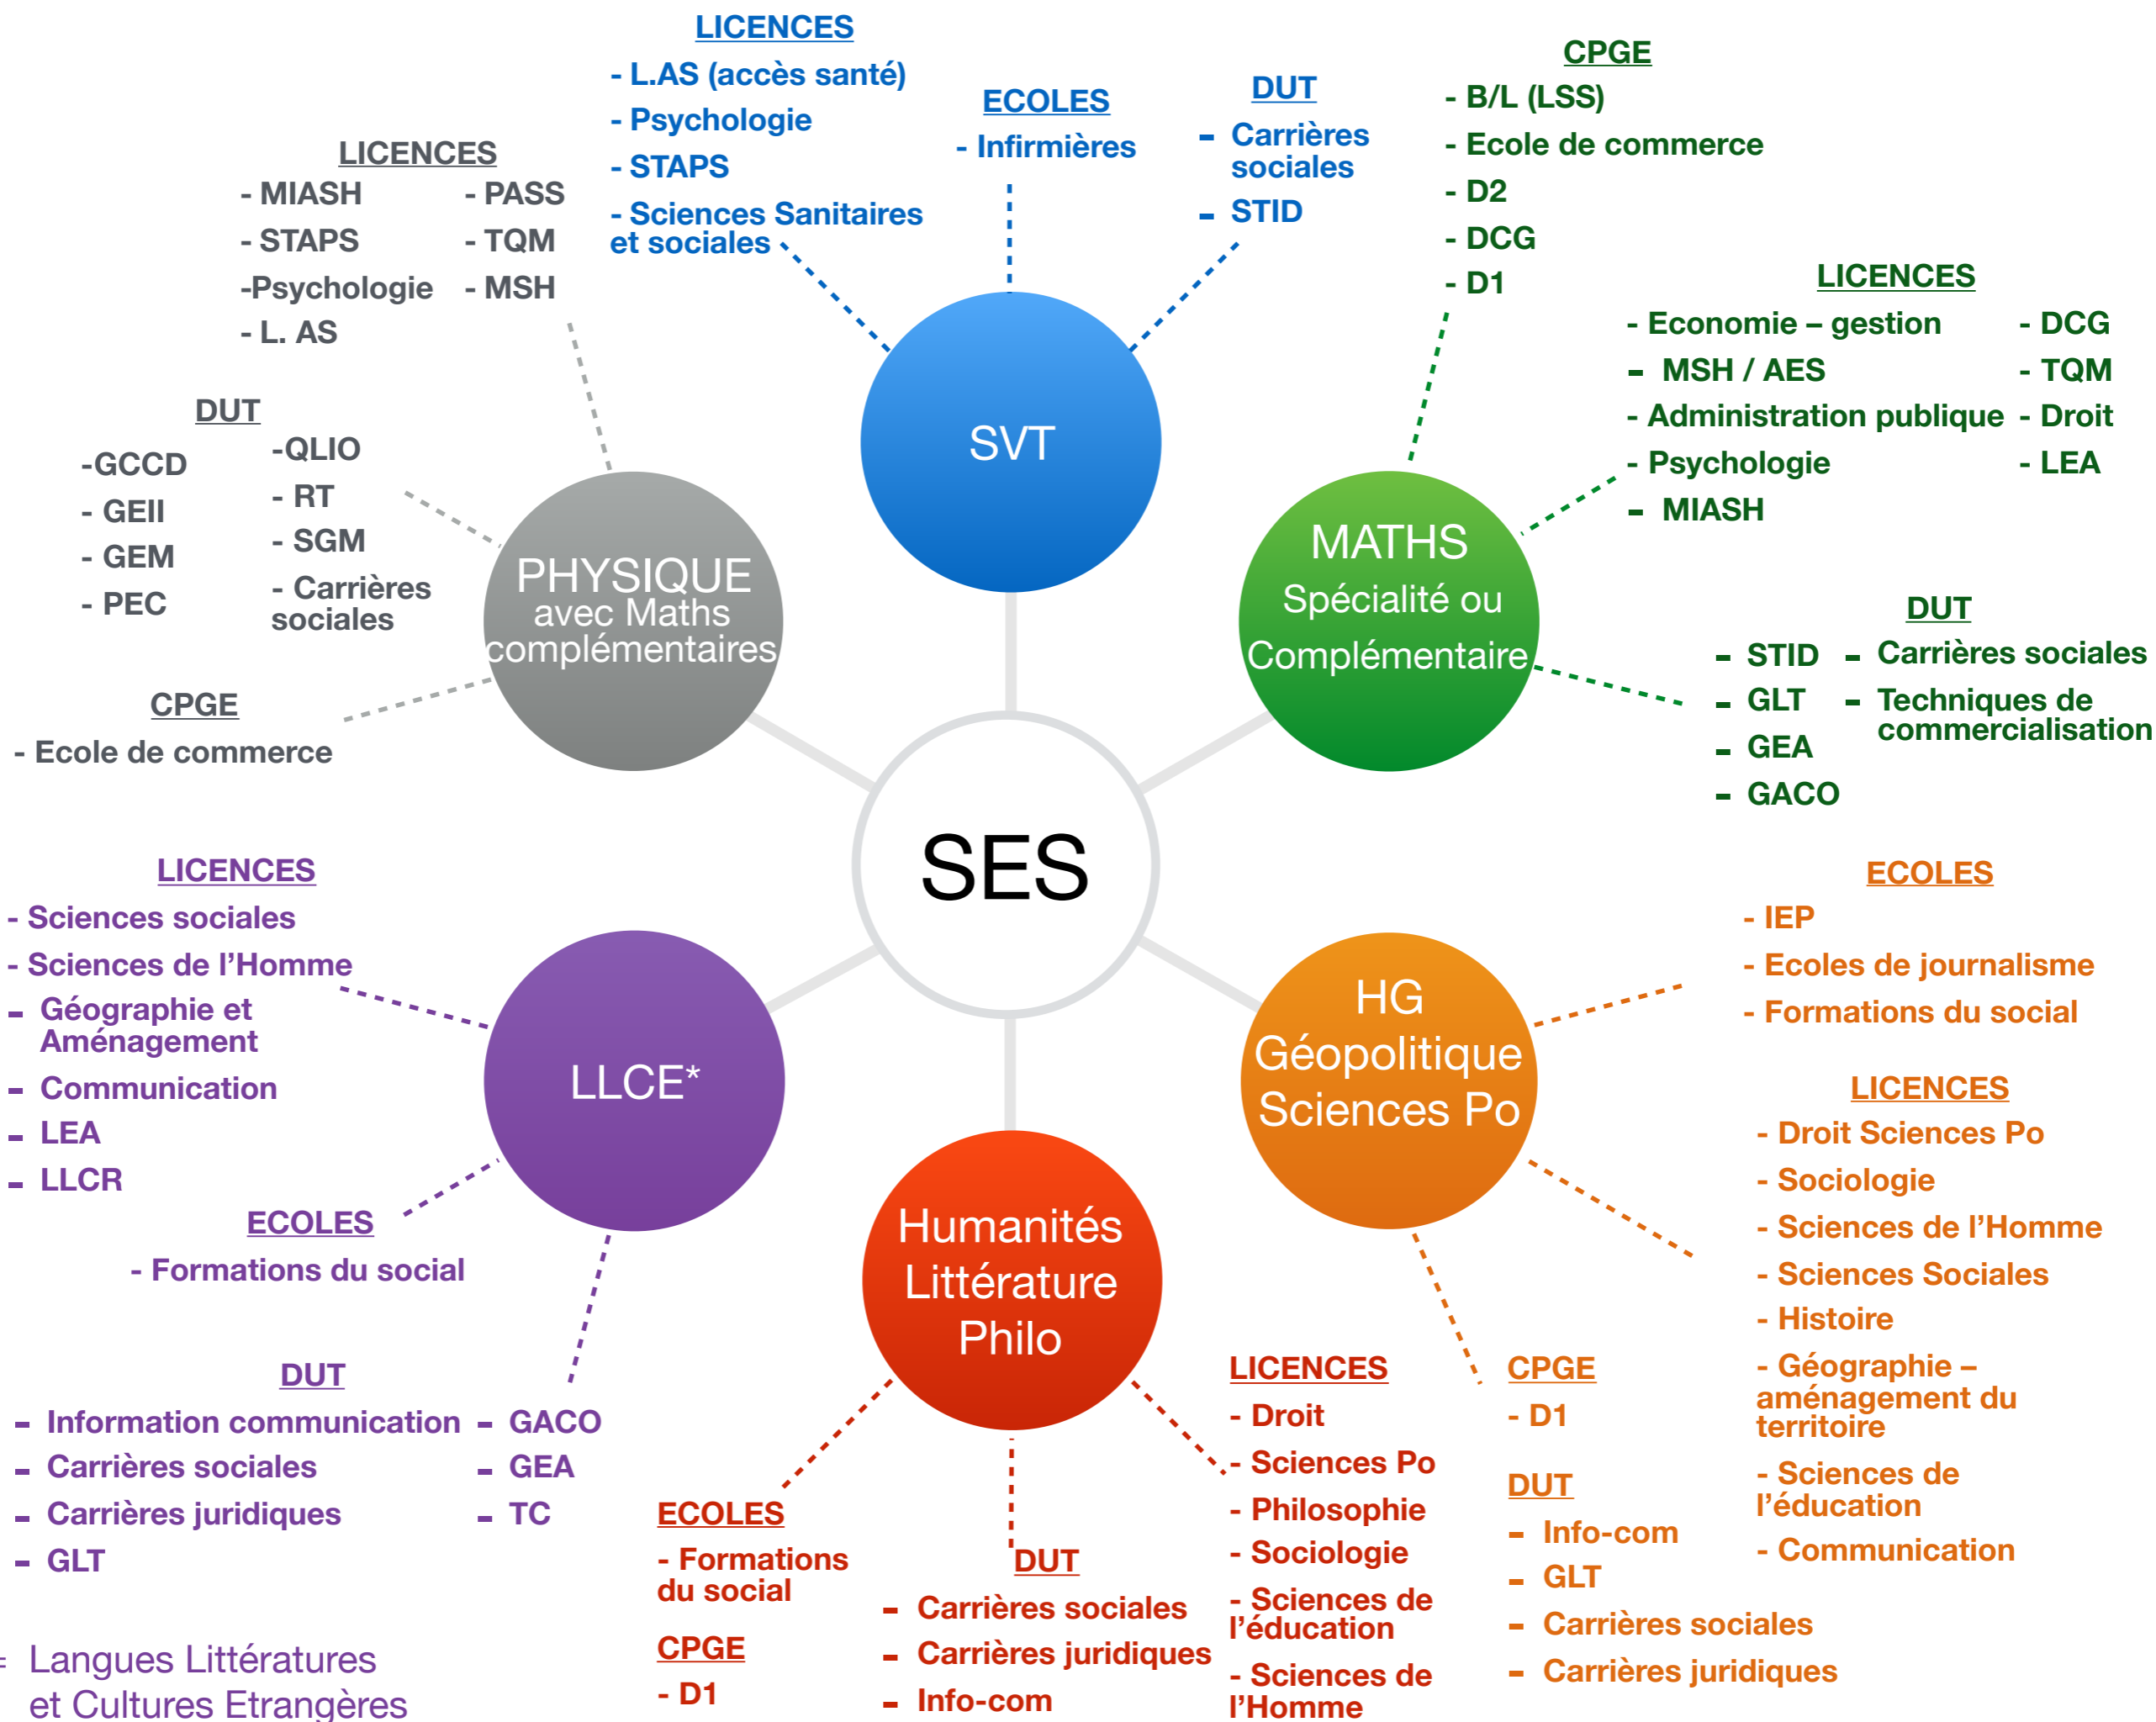 LICENCES
- L.AS (accès santé)
- Psychologie
- STAPS
- Sciences Sanitaires
et sociales
ECOLES
- Infirmières
DUT
- Carrières
sociales
- STID
SVT
CPGE
- B/L (LSS)
- Ecole de commerce
- D2
- DCG
- D1
LICENCES
- Economie – gestion
- MSH / AES
- Administration publique
- Psychologie
- MIASH
- DCG
- TQM
- Droit
- LEA
DUT
- STID
- GLT
- GEA
- GACO
- Carrières sociales
- Techniques de
commercialisation
MATHS
Spécialité ou
Complémentaire
LICENCES
- MIASH
- STAPS
-Psychologie
- L. AS
- PASS
- TQM
- MSH
DUT
-GCCD
- GEII
- GEM
- PEC
-QLIO
- RT
- SGM
- Carrières
sociales
CPGE
- Ecole de commerce
PHYSIQUE
avec Maths
complémentaires
SES
LICENCES
- Sciences sociales
- Sciences de l'Homme
- Géographie et
Aménagement
- Communication
- LEA
- LLCR
ECOLES
- Formations du social
DUT
- Information communication
- Carrières sociales
- Carrières juridiques
- GLT
- GACO
- GEA
- TC
LLCE*
HG
Géopolitique
Sciences Po
ECOLES
- IEP
- Ecoles de journalisme
- Formations du social
LICENCES
- Droit Sciences Po
- Sociologie
- Sciences de l'Homme
- Sciences Sociales
- Histoire
- Géographie –
aménagement du
territoire
- Sciences de
l'éducation
- Communication
CPGE
- D1
DUT
- Info-com
- GLT
- Carrières sociales
- Carrières juridiques
Humanités
Littérature
Philo
ECOLES
- Formations
du social
CPGE
- D1
DUT
- Carrières sociales
- Carrières juridiques
- Info-com
LICENCES
- Droit
- Sciences Po
- Philosophie
- Sociologie
- Sciences de
l'éducation
- Sciences de
l'Homme
= Langues Littératures
et Cultures Etrangères